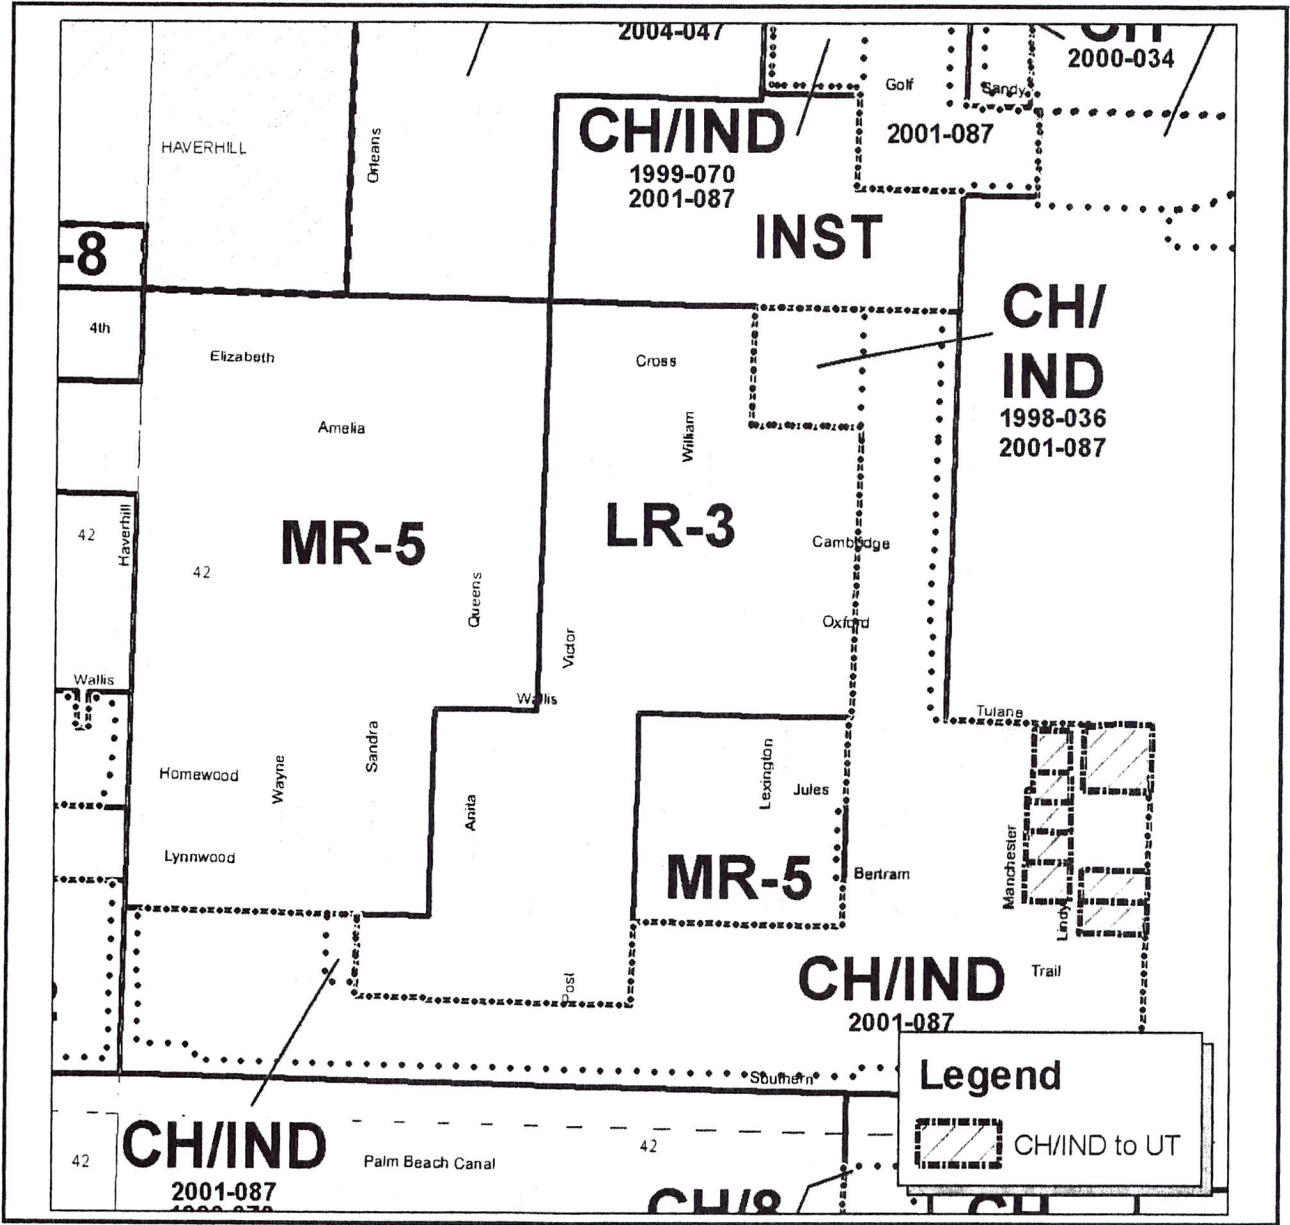 2004-047
CH
2000-034
Golf
Sandy
HAVERHILL
Orleans
CH/IND
1999-070
2001-087
2001-087
INST
-8
CH/
IND
1998-036
2001-087
4th
Elizabeth
Cross
Amelia
William
MR-5
LR-3
42
Haverhill
42
Cambridge
Queens
Oxford
Victor
Wallis
Wallis
Tulane
Sandra
Homewood
Wayne
Lexington
Jules
Anita
Lynnwood
MR-5
Bertram
Manchester
Lindy
CH/IND
2001-087
Trail
Post
Southern
Legend
CH/IND to UT
CH/IND
2001-087
42
Palm Beach Canal
42
CH/8
CH